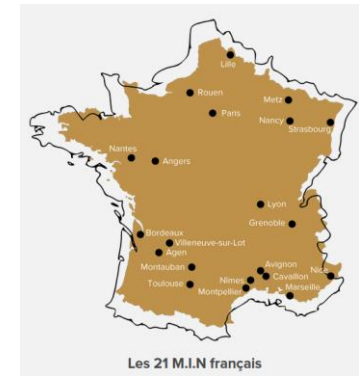 Lille
Rouen
Metz
Paris
Nancy
Strasbourg
Nantes
Angers
Lyon
Grenoble
Bordeaux
Villeneuve-sur-Lot
Agen
Avignon
Nice
Montauban
Cavaillon
Nîmes
Toulouse
Marseille
Montpellier
Les 21 M.I.N français